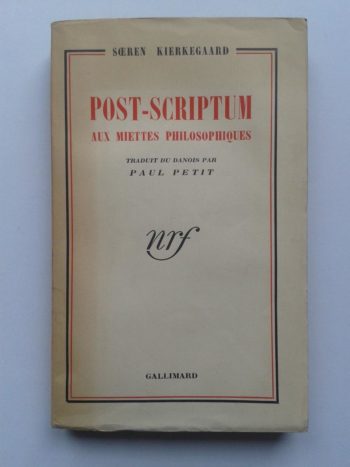 SŒREN KIERKEGAARD
POST-SCRIPTUM
AUX MIETTES PHILOSOPHIQUES
TRADUIT DU DANOIS PAR
PAUL PETIT
nrf
GALLIMARD